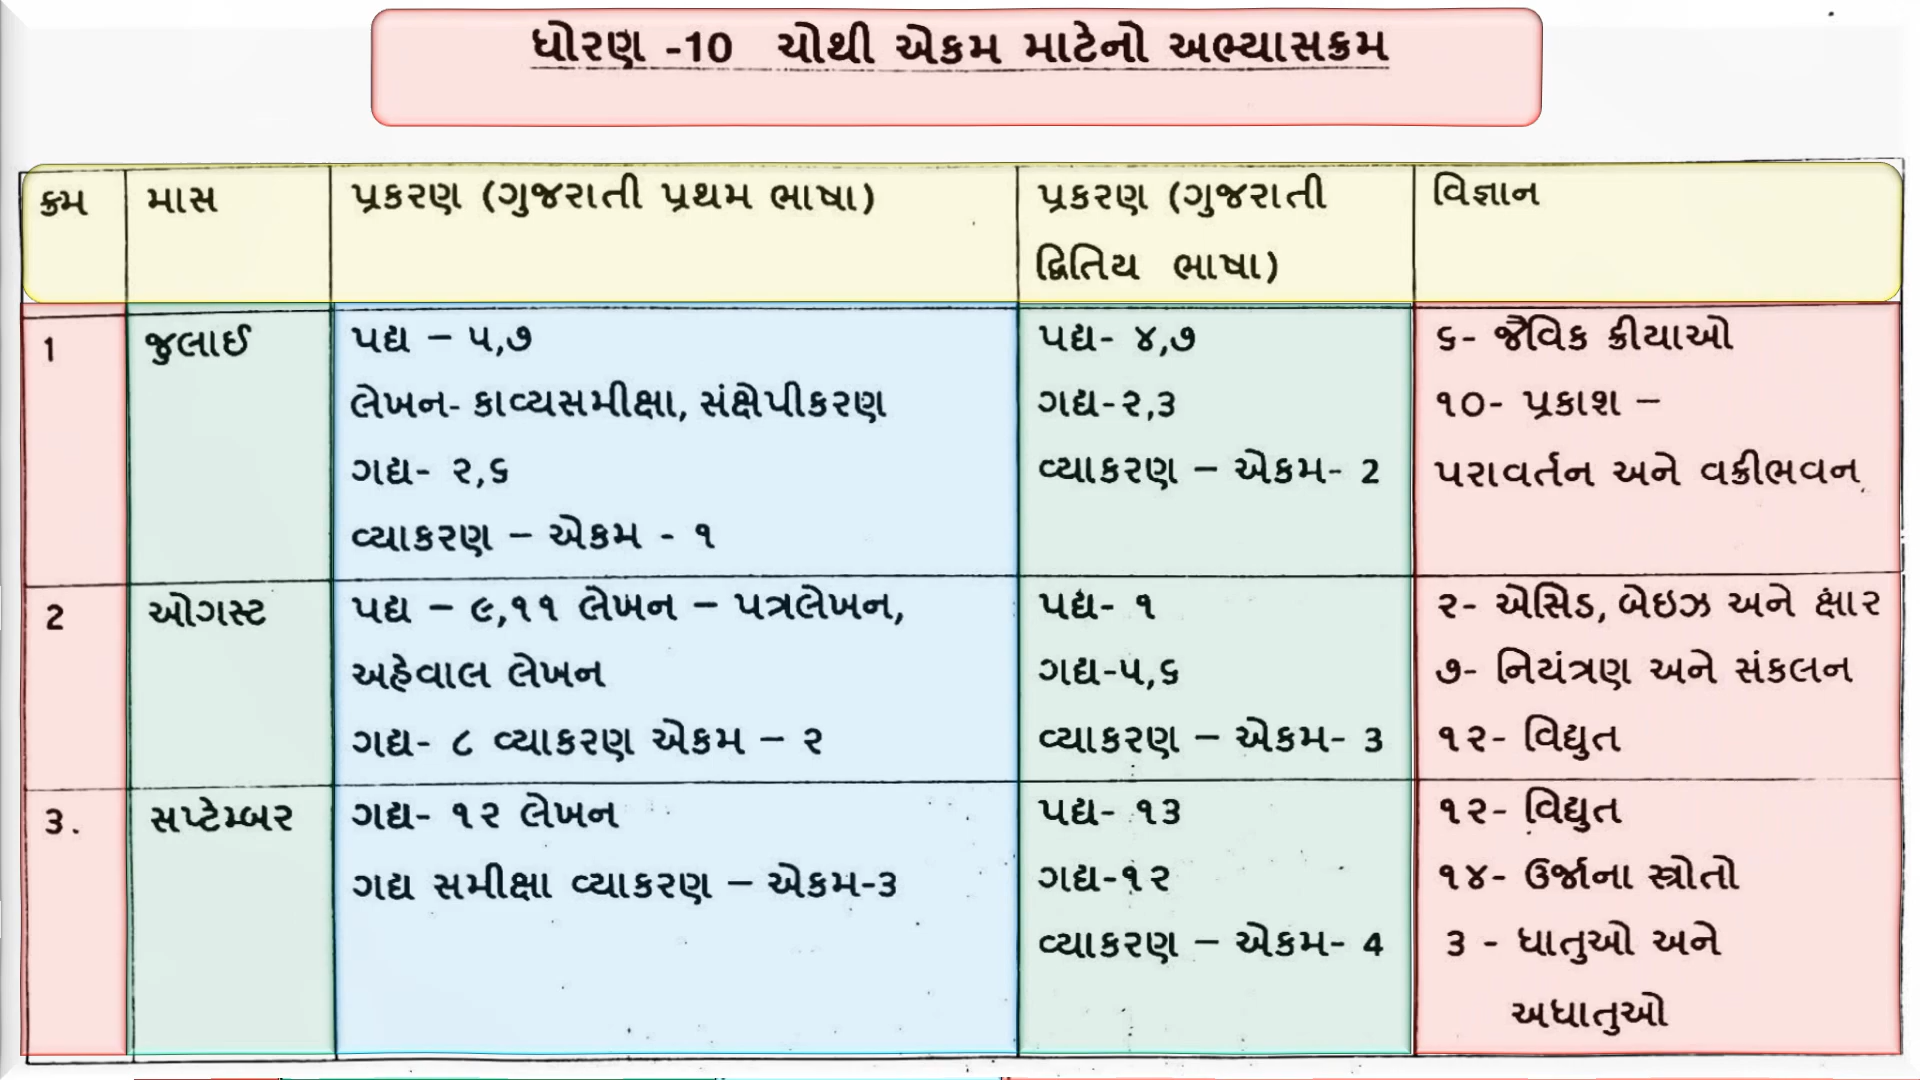 ધોરણ -10 ચોથી એકમ માટેનો અભ્યાસક્રમ
ક્રમ માસ પ્રકરણ (ગુજરાતી પ્રથમ ભાષા) પ્રકરણ (ગુજરાતી દ્વિતિય ભાષા) વિજ્ઞાન
1 જુલાઈ
પદ્ય – ૫,૭
લેખન- કાવ્યસમીક્ષા, સંક્ષેપીકરણ
ગદ્ય- ૨,૬
વ્યાકરણ – એકમ - ૧
પદ્ય- ૪,૭
ગદ્ય-૨,૩
વ્યાકરણ – એકમ- 2
૬- જૈવિક ક્રીયાઓ
૧૦- પ્રકાશ –
પરાવર્તન અને વક્રીભવન
2 ઓગસ્ટ
પદ્ય – ૯,૧૧ લેખન – પત્રલેખન,
અહેવાલ લેખન
ગદ્ય- ૮ વ્યાકરણ એકમ – ૨
પદ્ય- ૧
ગદ્ય-૫,૬
વ્યાકરણ – એકમ- 3
૨- એસિડ, બેઇઝ અને ક્ષાર
૭- નિયંત્રણ અને સંકલન
૧૨- વિદ્યુત
3. સપ્ટેમ્બર
ગદ્ય- ૧૨ લેખન
ગદ્ય સમીક્ષા વ્યાકરણ – એકમ-૩
પદ્ય- ૧૩
ગદ્ય-૧૨
વ્યાકરણ – એકમ- 4
૧૨- વિદ્યુત
૧૪- ઉર્જાના સ્ત્રોતો
૩ - ધાતુઓ અને
અધાતુઓ